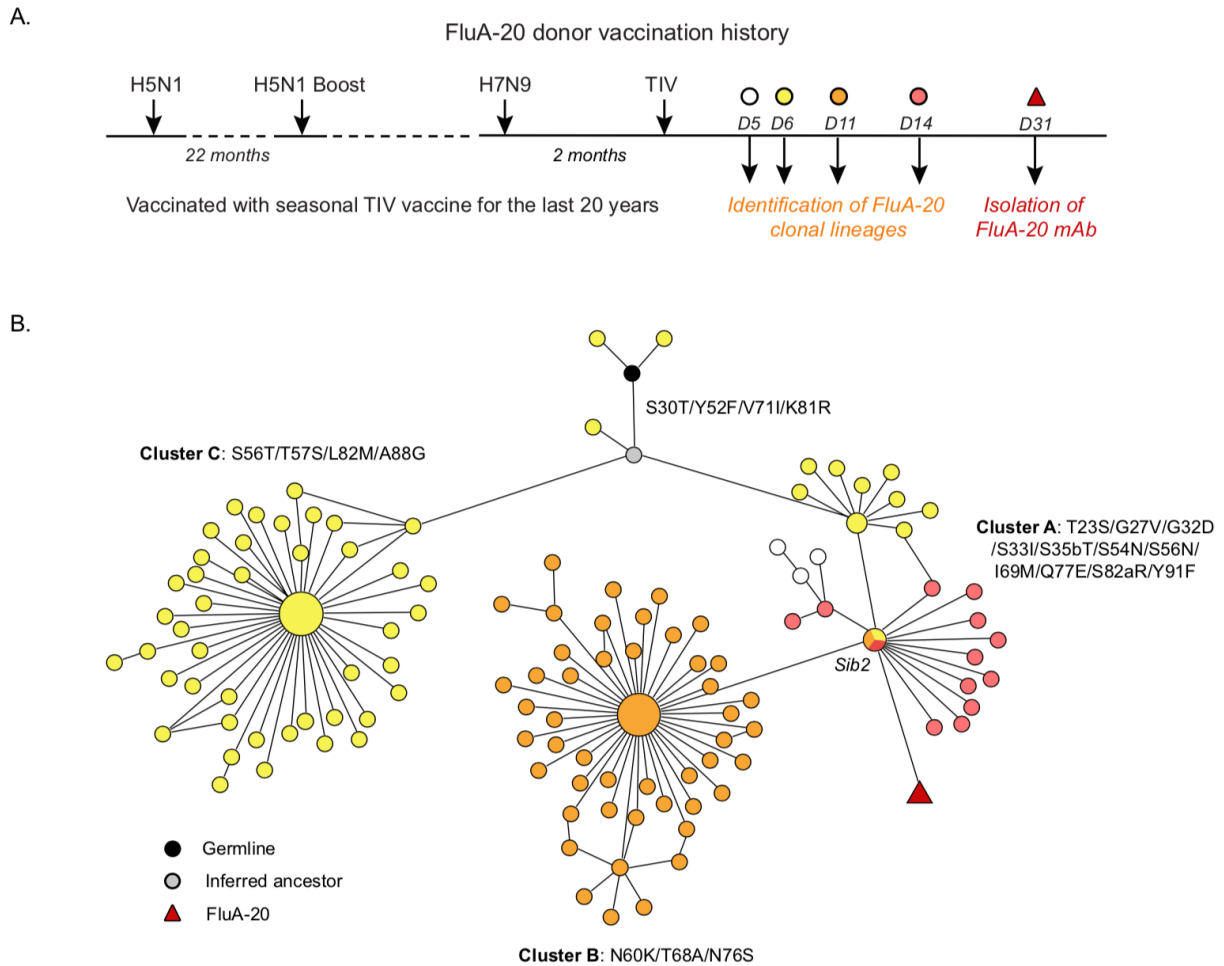 A.
FluA-20 donor vaccination history
H5N1
H5N1 Boost
H7N9
TIV
D5
D6
D11
D14
D31
22 months
2 months
Vaccinated with seasonal TIV vaccine for the last 20 years
Identification of FluA-20
clonal lineages
Isolation of
FluA-20 mAb
B.
S30T/Y52F/V71I/K81R
Cluster C: S56T/T57S/L82M/A88G
Cluster A: T23S/G27V/G32D
/S33I/S35bT/S54N/S56N/
I69M/Q77E/S82aR/Y91F
Sib2
Germline
Inferred ancestor
FluA-20
Cluster B: N60K/T68A/N76S